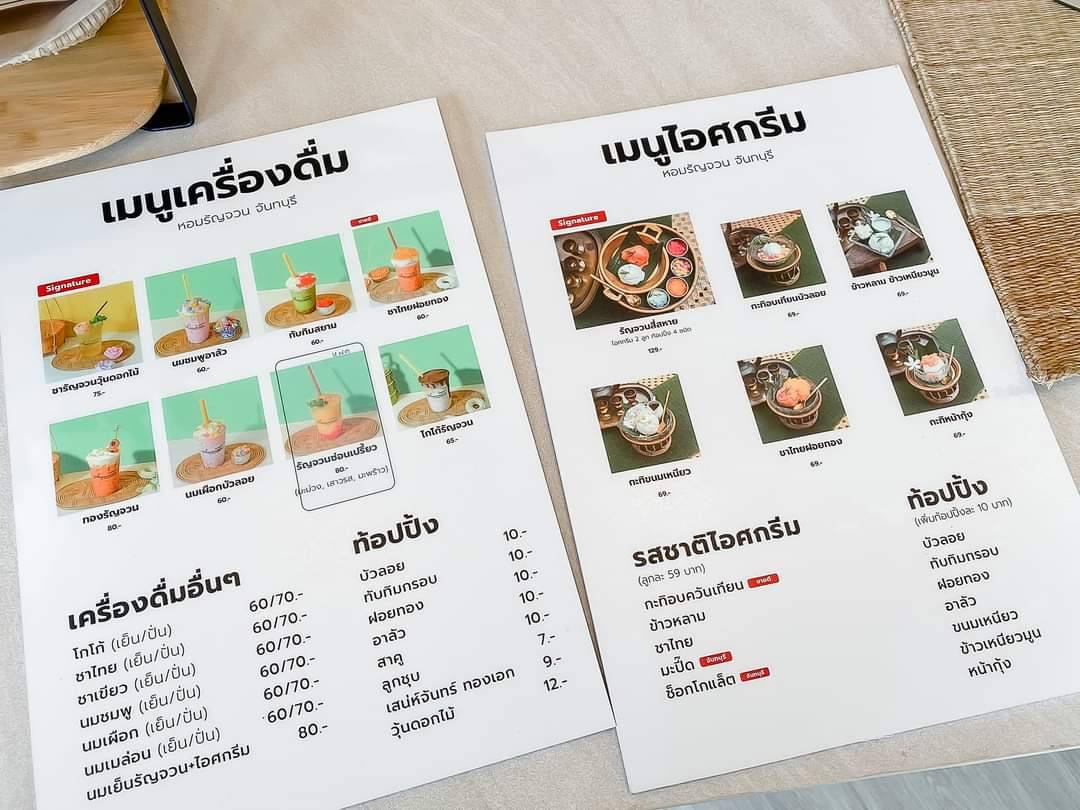 เมนูเครื่องดื่ม
หอมรัญจวน จันทบุรี
Signature
ชารัญจวนวุ้นดอกไม้
75.-
นมชมพูอาลัว
60.-
ทับทิมสยาม
60.-
ขายดี
ชาไทยฝอยทอง
60.-
ทองรัญจวน
80.-
นมเผือกบัวลอย
60.-
รัญจวนซ่อนเปรี้ยว
80.-
(มะม่วง, เสาวรส, มะพร้าว)
โกโก้รัญจวน
65.-
เครื่องดื่มอื่นๆ
โกโก้ (เย็น/ปั่น) 60/70.-
ชาไทย (เย็น/ปั่น) 60/70.-
ชาเขียว (เย็น/ปั่น) 60/70.-
นมชมพู (เย็น/ปั่น) 60/70.-
นมเผือก (เย็น/ปั่น) 60/70.-
นมเมล่อน (เย็น/ปั่น) 60/70.-
นมเย็นรัญจวน+ไอศกรีม 80.-
ท้อปปิ้ง
บัวลอย 10.-
ทับทิมกรอบ 10.-
ฝอยทอง 10.-
อาลัว 10.-
สาคู 10.-
ลูกชุบ 7.-
เสน่ห์จันทร์ ทองเอก 9.-
วุ้นดอกไม้ 12.-
เมนูไอศกรีม
หอมรัญจวน จันทบุรี
Signature
รัญจวนสี่สหาย
ไอศกรีม 2 ลูก ท้อปปิ้ง 4 ชนิด
129.-
กะทิอบเทียนบัวลอย
69.-
ข้าวหลาม ข้าวเหนียวมูน
69.-
กะทิขนมเหนียว
69.-
ชาไทยฝอยทอง
69.-
กะทิหน้ากุ้ง
69.-
รสชาติไอศกรีม
(ลูกละ 59 บาท)
กะทิอบควันเทียน ขายดี
ข้าวหลาม
ชาไทย
มะปี๊ด จันทบุรี
ช็อกโกแล็ต จันทบุรี
ท้อปปิ้ง
(เพิ่มท้อปปิ้งละ 10 บาท)
บัวลอย
ทับทิมกรอบ
ฝอยทอง
อาลัว
ขนมเหนียว
ข้าวเหนียวมูน
หน้ากุ้ง